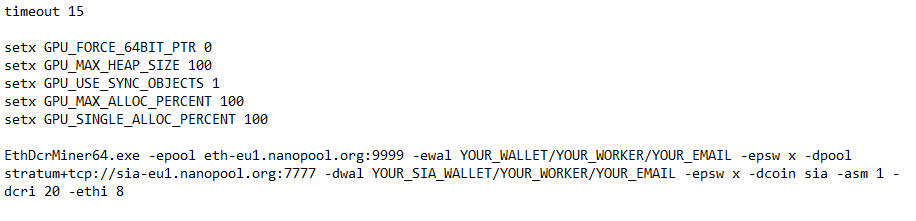 timeout 15
setx GPU_FORCE_64BIT_PTR 0
setx GPU_MAX_HEAP_SIZE 100
setx GPU_USE_SYNC_OBJECTS 1
setx GPU_MAX_ALLOC_PERCENT 100
setx GPU_SINGLE_ALLOC_PERCENT 100
EthDcrMiner64.exe -epool eth-eu1.nanopool.org:9999 -ewal YOUR_WALLET/YOUR_WORKER/YOUR_EMAIL -epsw x -dpool
stratum+tcp://sia-eu1.nanopool.org:7777 -dwal YOUR_SIA_WALLET/YOUR_WORKER/YOUR_EMAIL -epsw x -dcoin sia -asm 1 -
dcri 20 -ethi 8